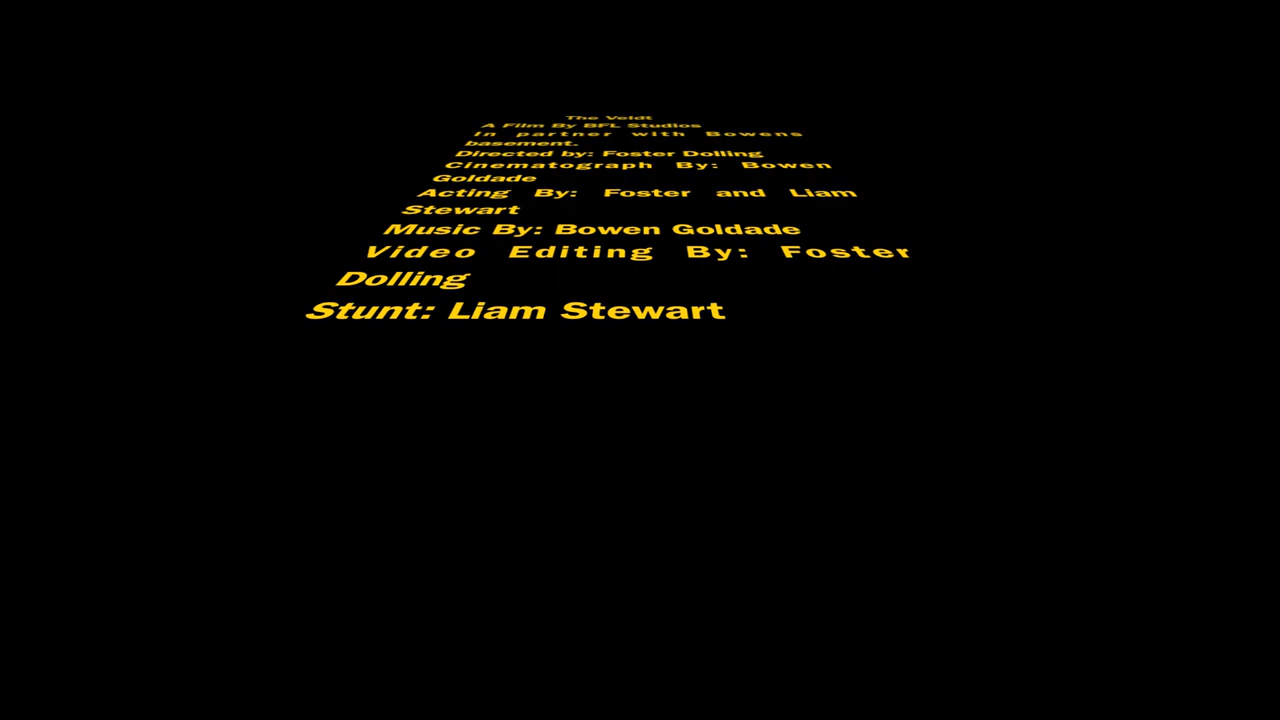 The Veldt
A Film By BFL Studios
In partner with Bowens
basement.
Directed by: Foster Dolling
Cinematograph By: Bowen
Goldade
Acting By: Foster and Liam
Stewart
Music By: Bowen Goldade
Video Editing By: Foster
Dolling
Stunt: Liam Stewart